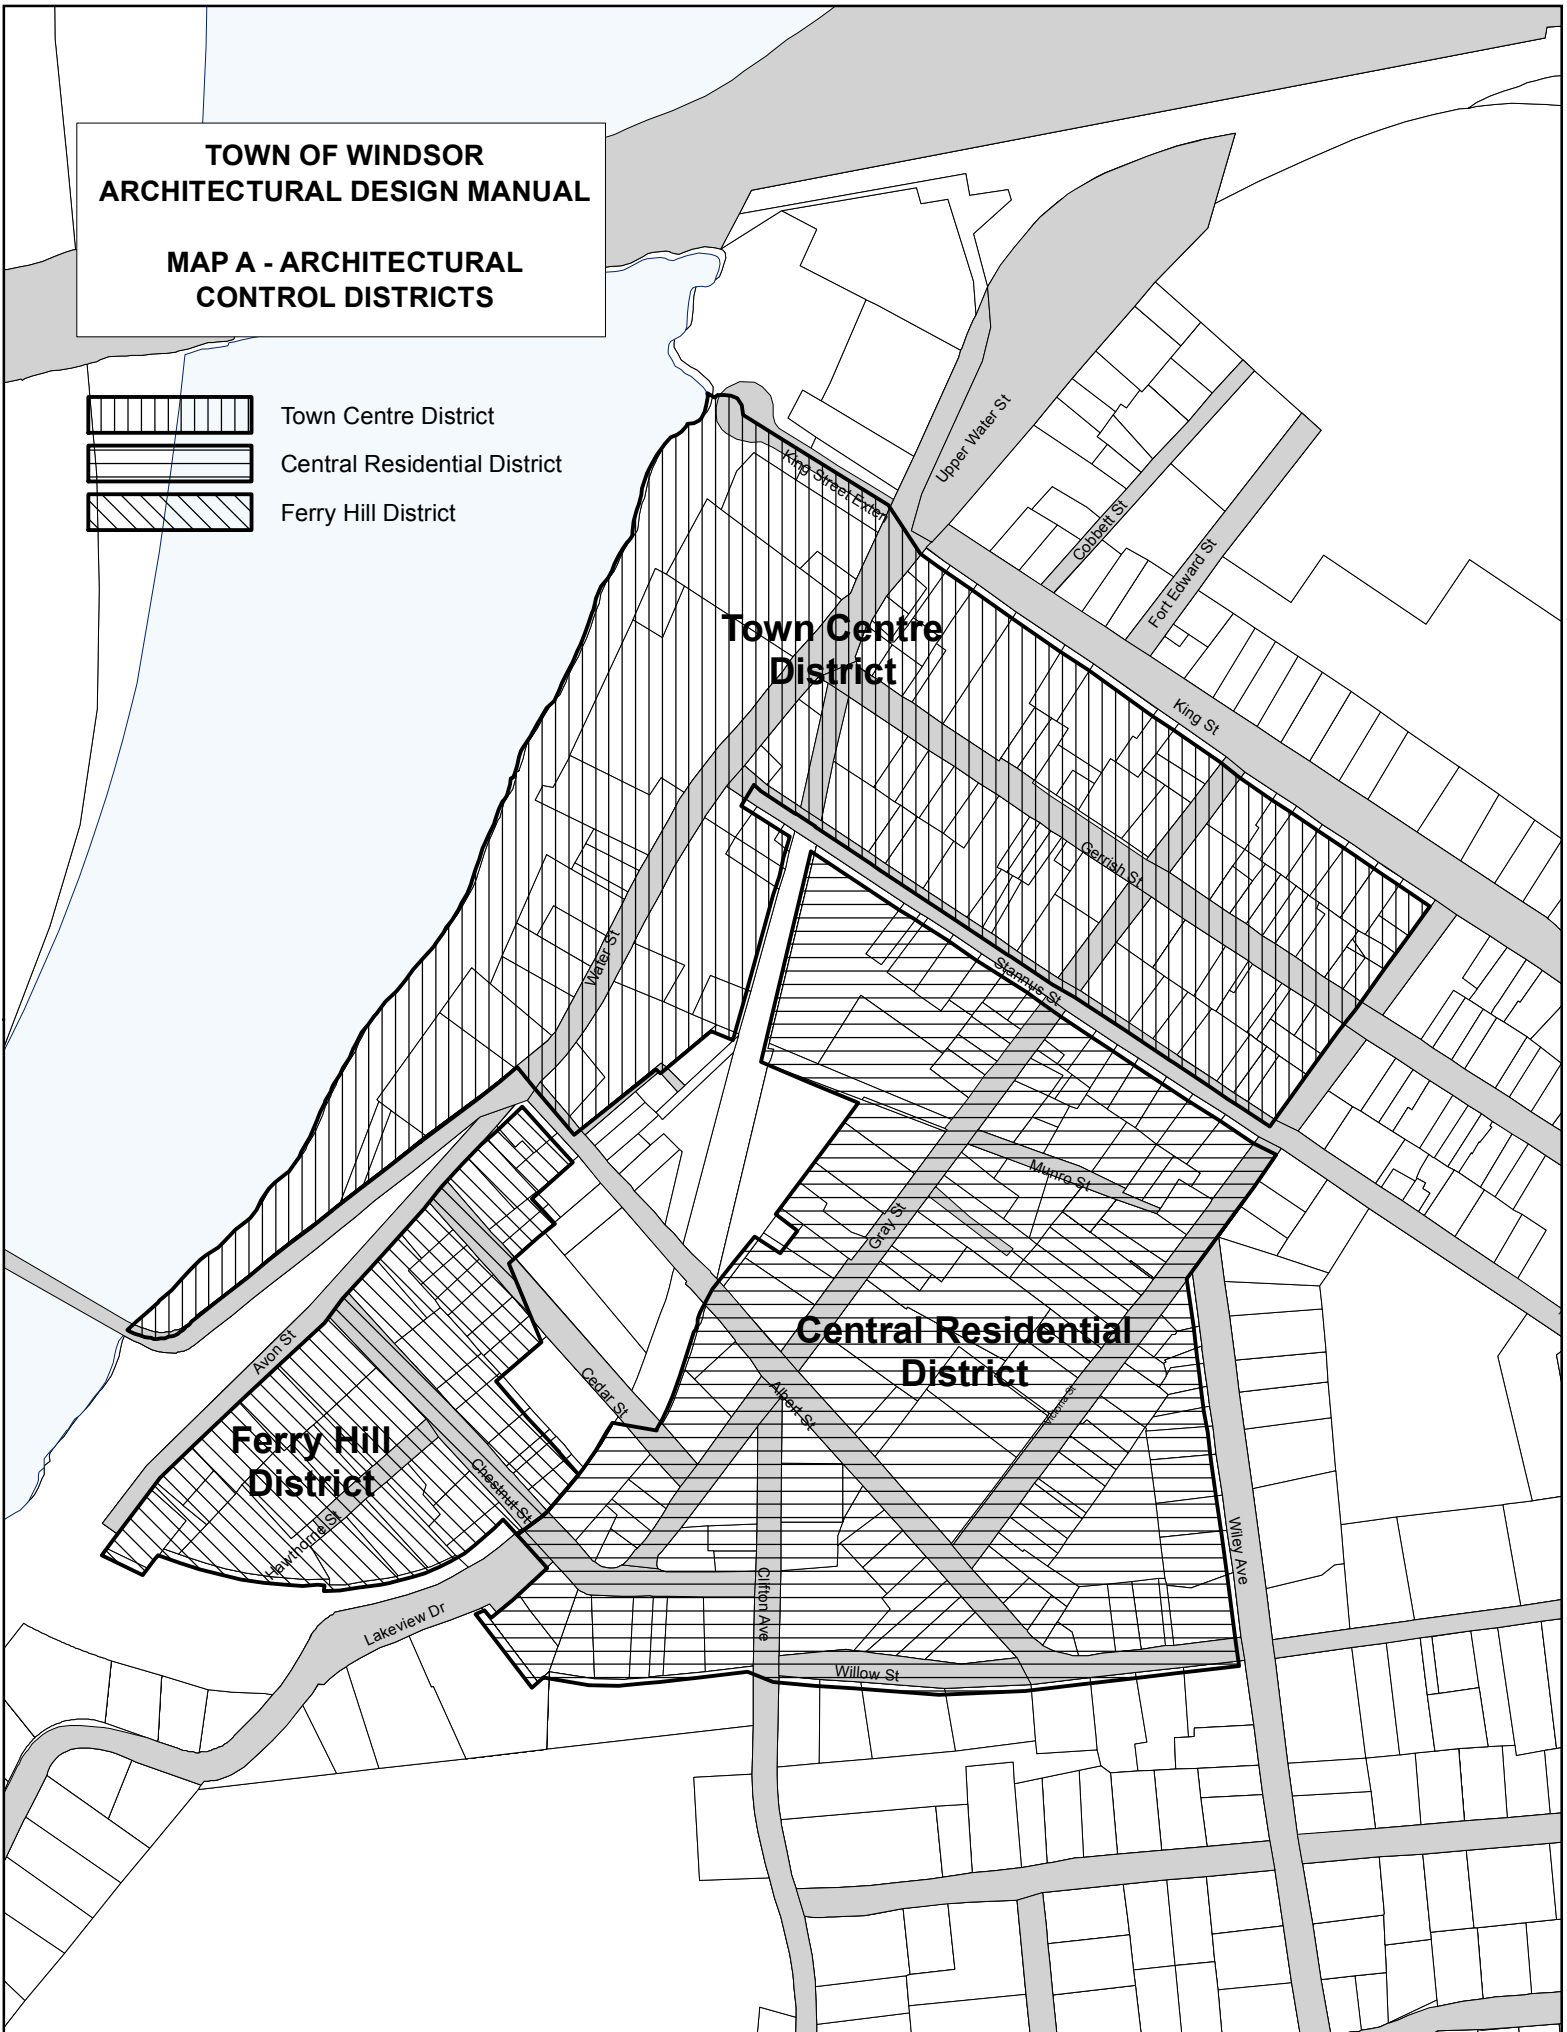 TOWN OF WINDSOR
ARCHITECTURAL DESIGN MANUAL
MAP A - ARCHITECTURAL
CONTROL DISTRICTS
Town Centre District
Central Residential District
Ferry Hill District
Upper Water St
King Street Exten
Cobbett St
Fort Edward St
Town Centre
District
King St
Gerrish St
Water St
Stannus St
Munro St
Gray St
Central Residential
District
Avon St
Cedar St
Albert St
Victoria St
Ferry Hill
District
Chestnut St
Hawthorne St
Wiley Ave
Clifton Ave
Lakeview Dr
Willow St